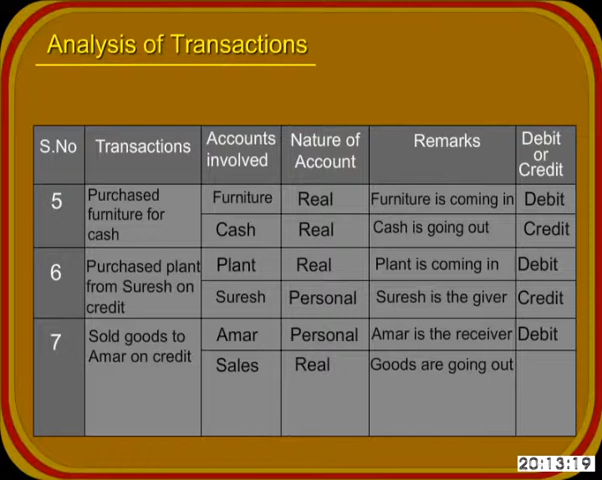 Analysis of Transactions
S.No
Transactions
Accounts
involved
Nature of
Account
Remarks
Debit
or
Credit
5
Purchased
furniture for
cash
Furniture
Real
Furniture is coming in
Debit
Cash
Real
Cash is going out
Credit
6
Purchased plant
from Suresh on
credit
Plant
Real
Plant is coming in
Debit
Suresh
Personal
Suresh is the giver
Credit
7
Sold goods to
Amar on credit
Amar
Personal
Amar is the receiver
Debit
Sales
Real
Goods are going out
20:13:19